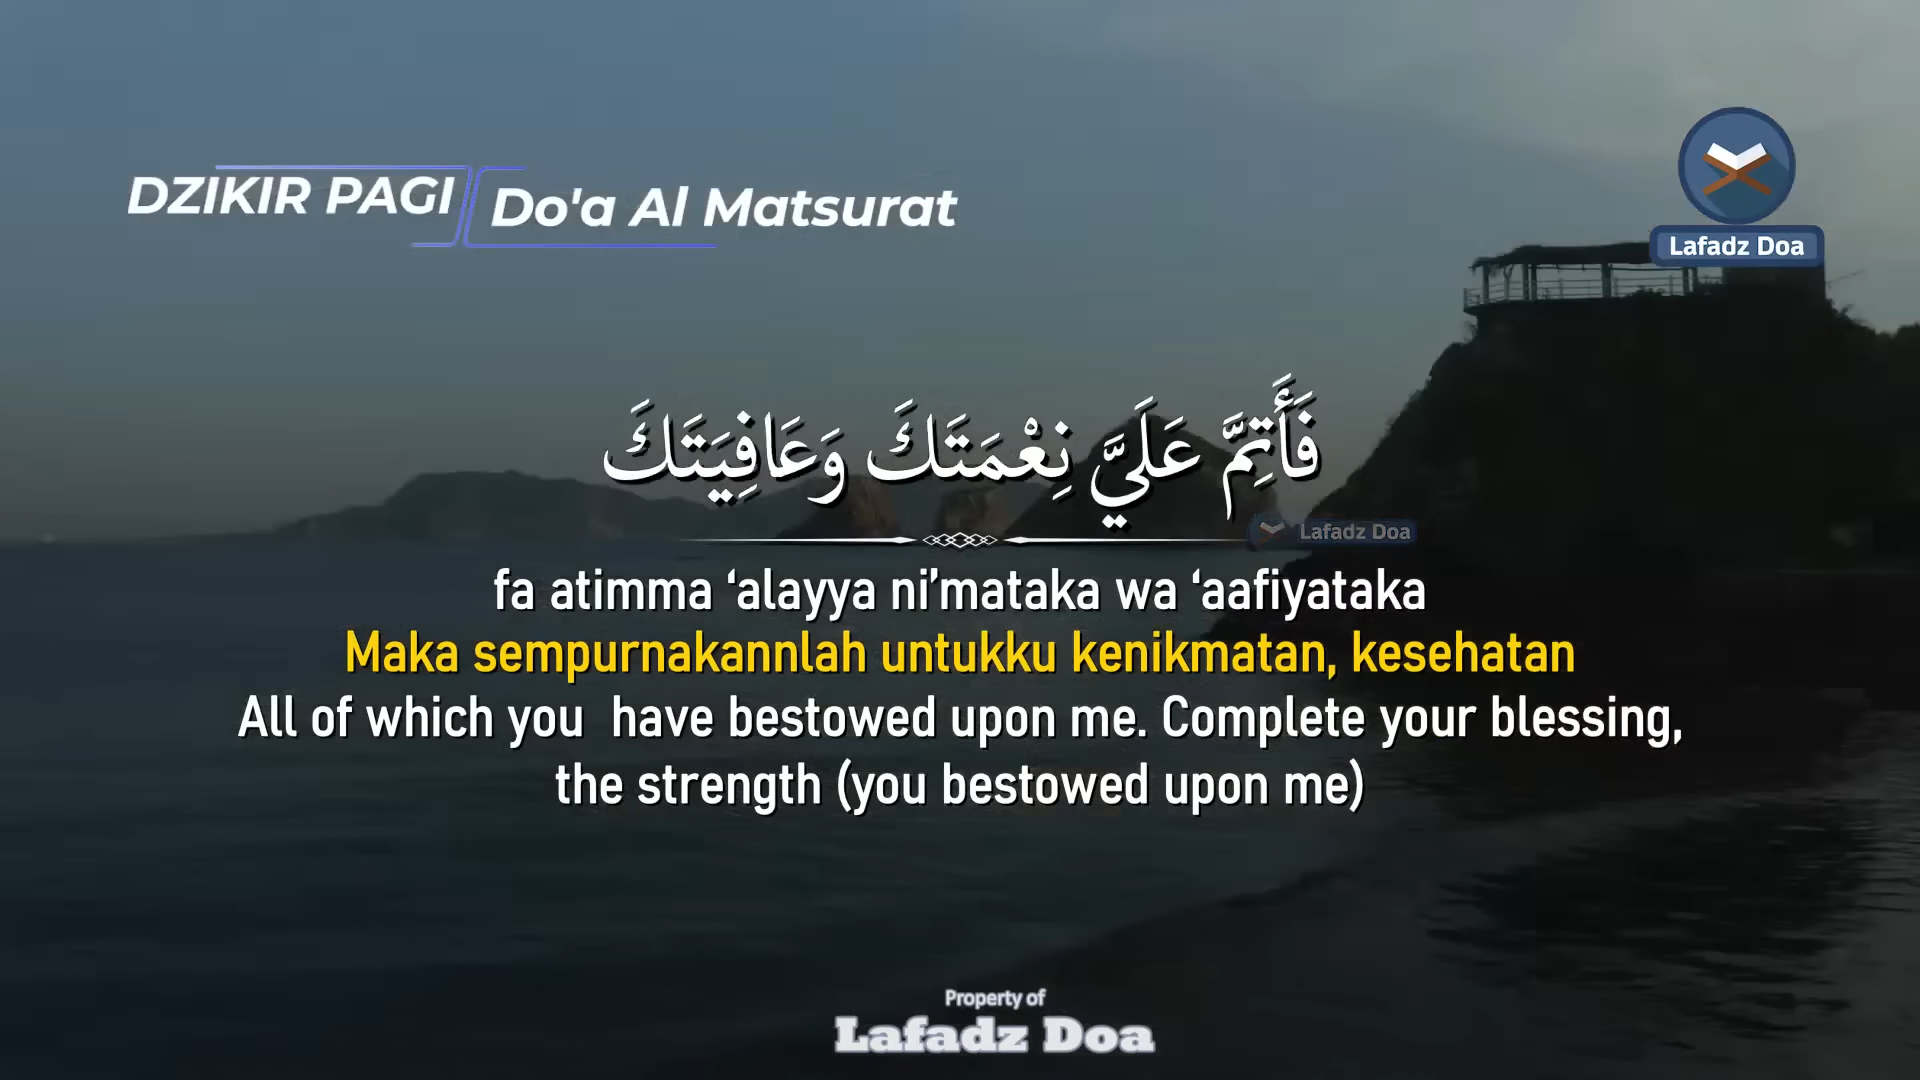 DZIKIR PAGI
Do'a Al Matsurat
Lafadz Doa
فَأَتِمَّ عَلَيَّ نِعْمَتَكَ وَعَافِيَتَكَ
Lafadz Doa
fa atimma ‘alayya ni’mataka wa ‘aafiyataka
Maka sempurnakannlah untukku kenikmatan, kesehatan
All of which you  have bestowed upon me. Complete your blessing,
the strength (you bestowed upon me)
Property of
Lafadz Doa